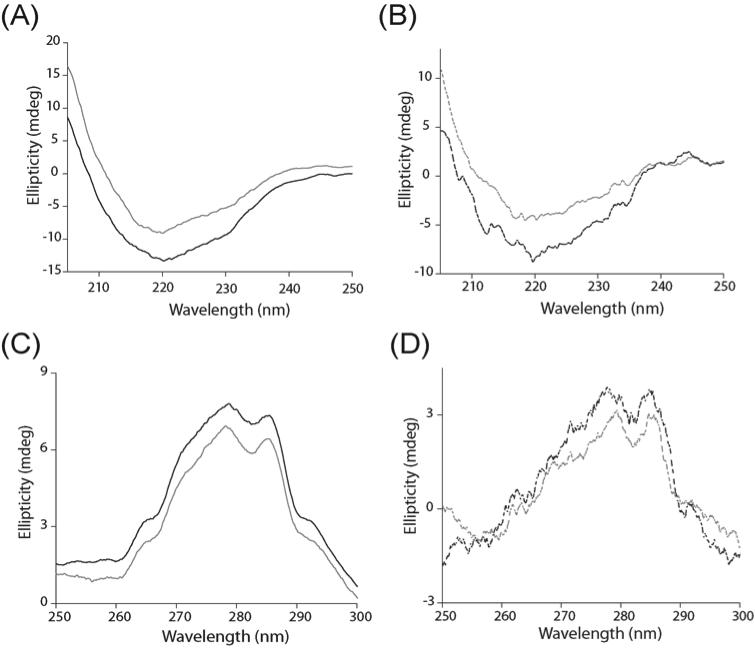 (A)
20
15
10
5
0
-5
-10
-15
Ellipticity (mdeg)
210 220 230 240 250
Wavelength (nm)
(B)
10
5
0
-5
-10
Ellipticity (mdeg)
210 220 230 240 250
Wavelength (nm)
(C)
9
6
3
0
Ellipticity (mdeg)
250 260 270 280 290 300
Wavelength (nm)
(D)
3
0
-3
Ellipticity (mdeg)
250 260 270 280 290 300
Wavelength (nm)